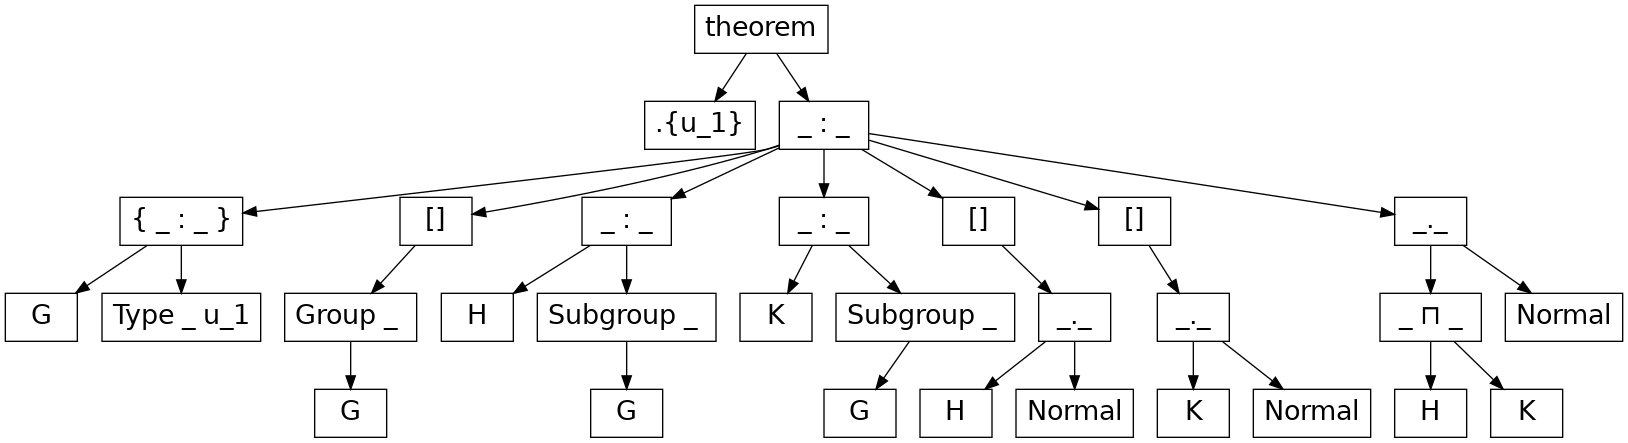 theorem
.{u_1} _ : _
{ _ : _ } [] _ : _ _ : _ [] [] _._
G Type _ u_1 Group _ H Subgroup _ K Subgroup _ _._ _._ _ ⊓ _ Normal
G G G H Normal K Normal H K